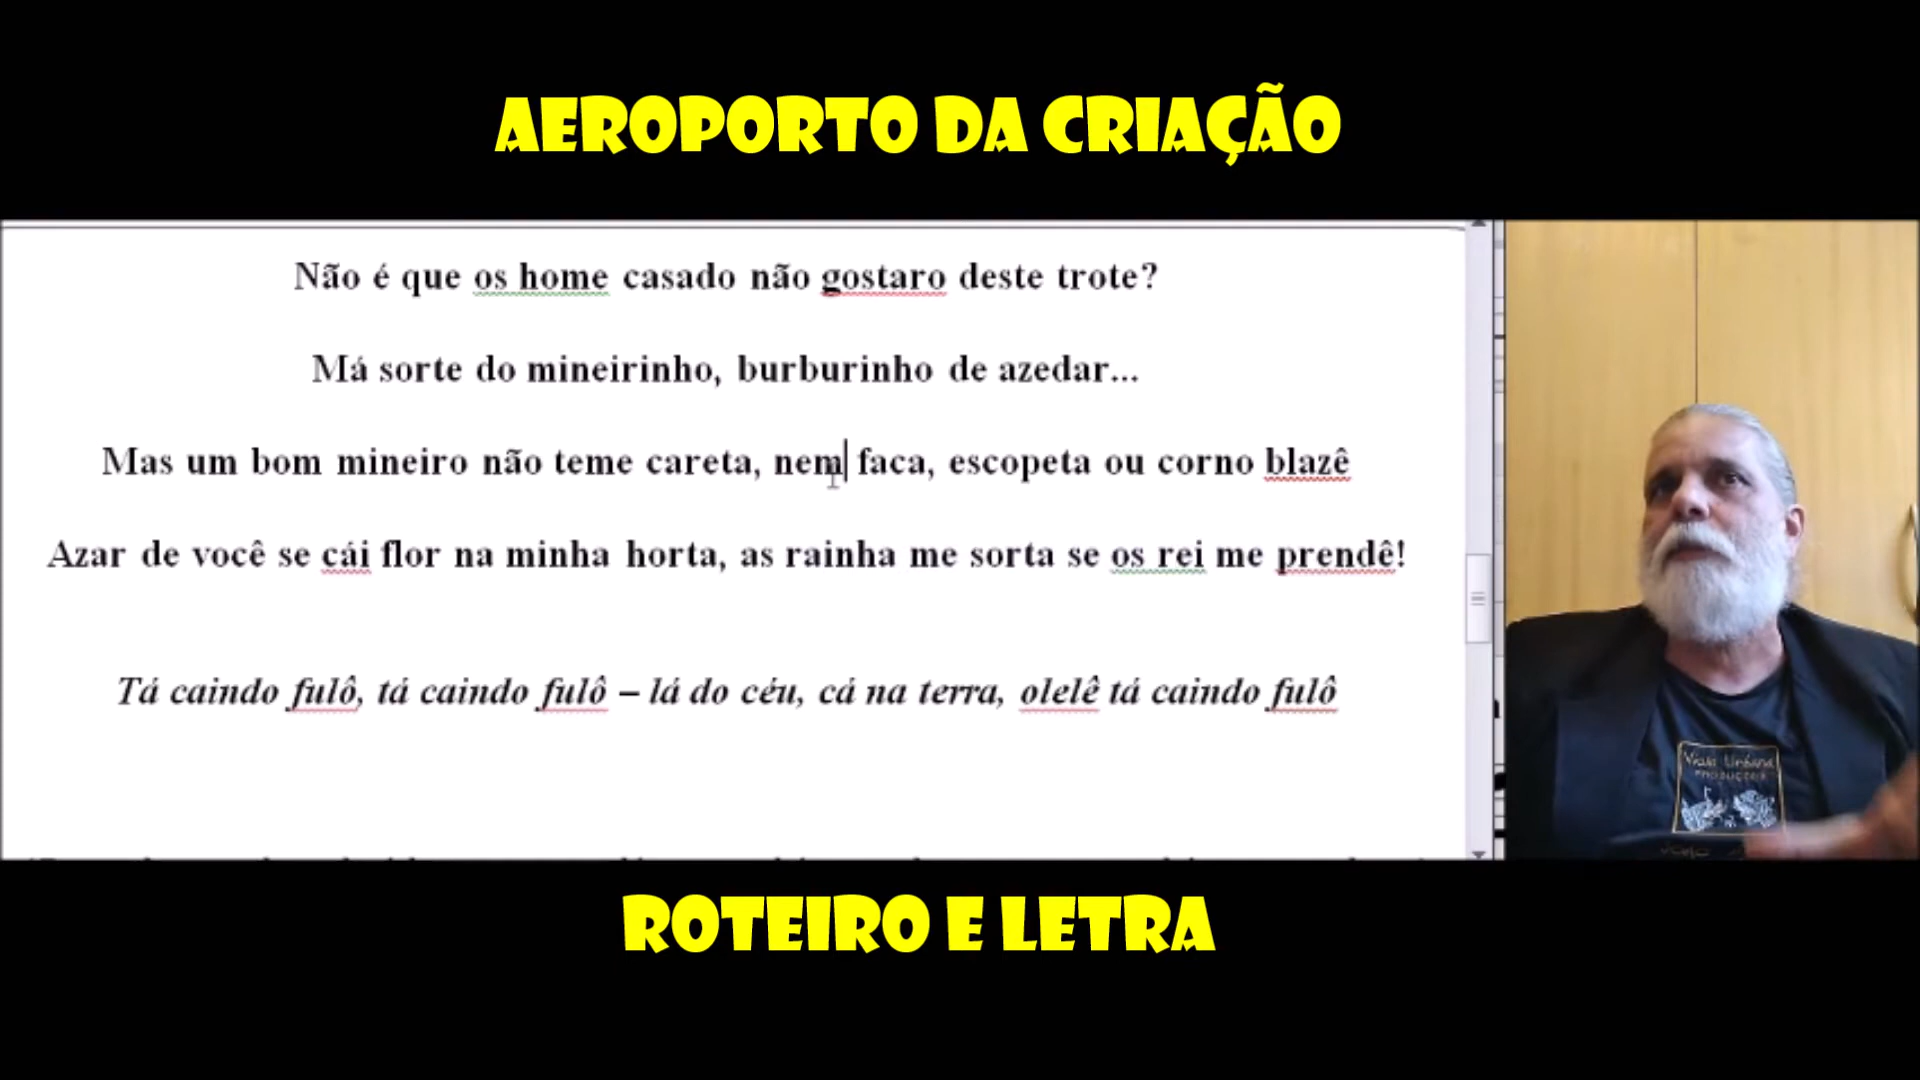 AEROPORTO DA CRIAÇÃO
Não é que os home casado não gostaro deste trote?
Má sorte do mineirinho, burburinho de azedar...
Mas um bom mineiro não teme careta, nem faca, escopeta ou corno blazê
Azar de você se cái flor na minha horta, as rainha me sorta se os rei me prendê!
Tá caindo fulô, tá caindo fulô – lá do céu, cá na terra, olelê tá caindo fulô
Urbana
ROTEIRO E LETRA